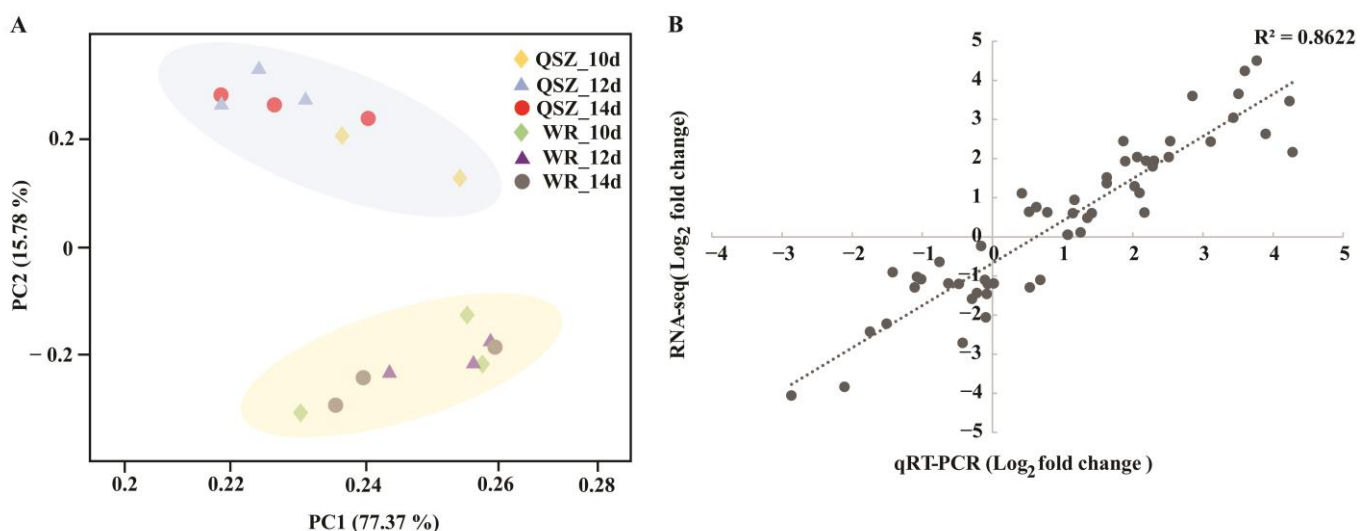 A
QSZ_10d
QSZ_12d
QSZ_14d
WR_10d
WR_12d
WR_14d
PC2 (15.78 %)
0.2
0
− 0.2
0.2 0.22 0.24 0.26 0.28
PC1 (77.37 %)
B
R² = 0.8622
RNA-seq(Log₂ fold change)
5
4
3
2
1
0
−4 −3 −2 −1 0 1 2 3 4 5
−1
−2
−3
−4
−5
qRT-PCR (Log₂ fold change )